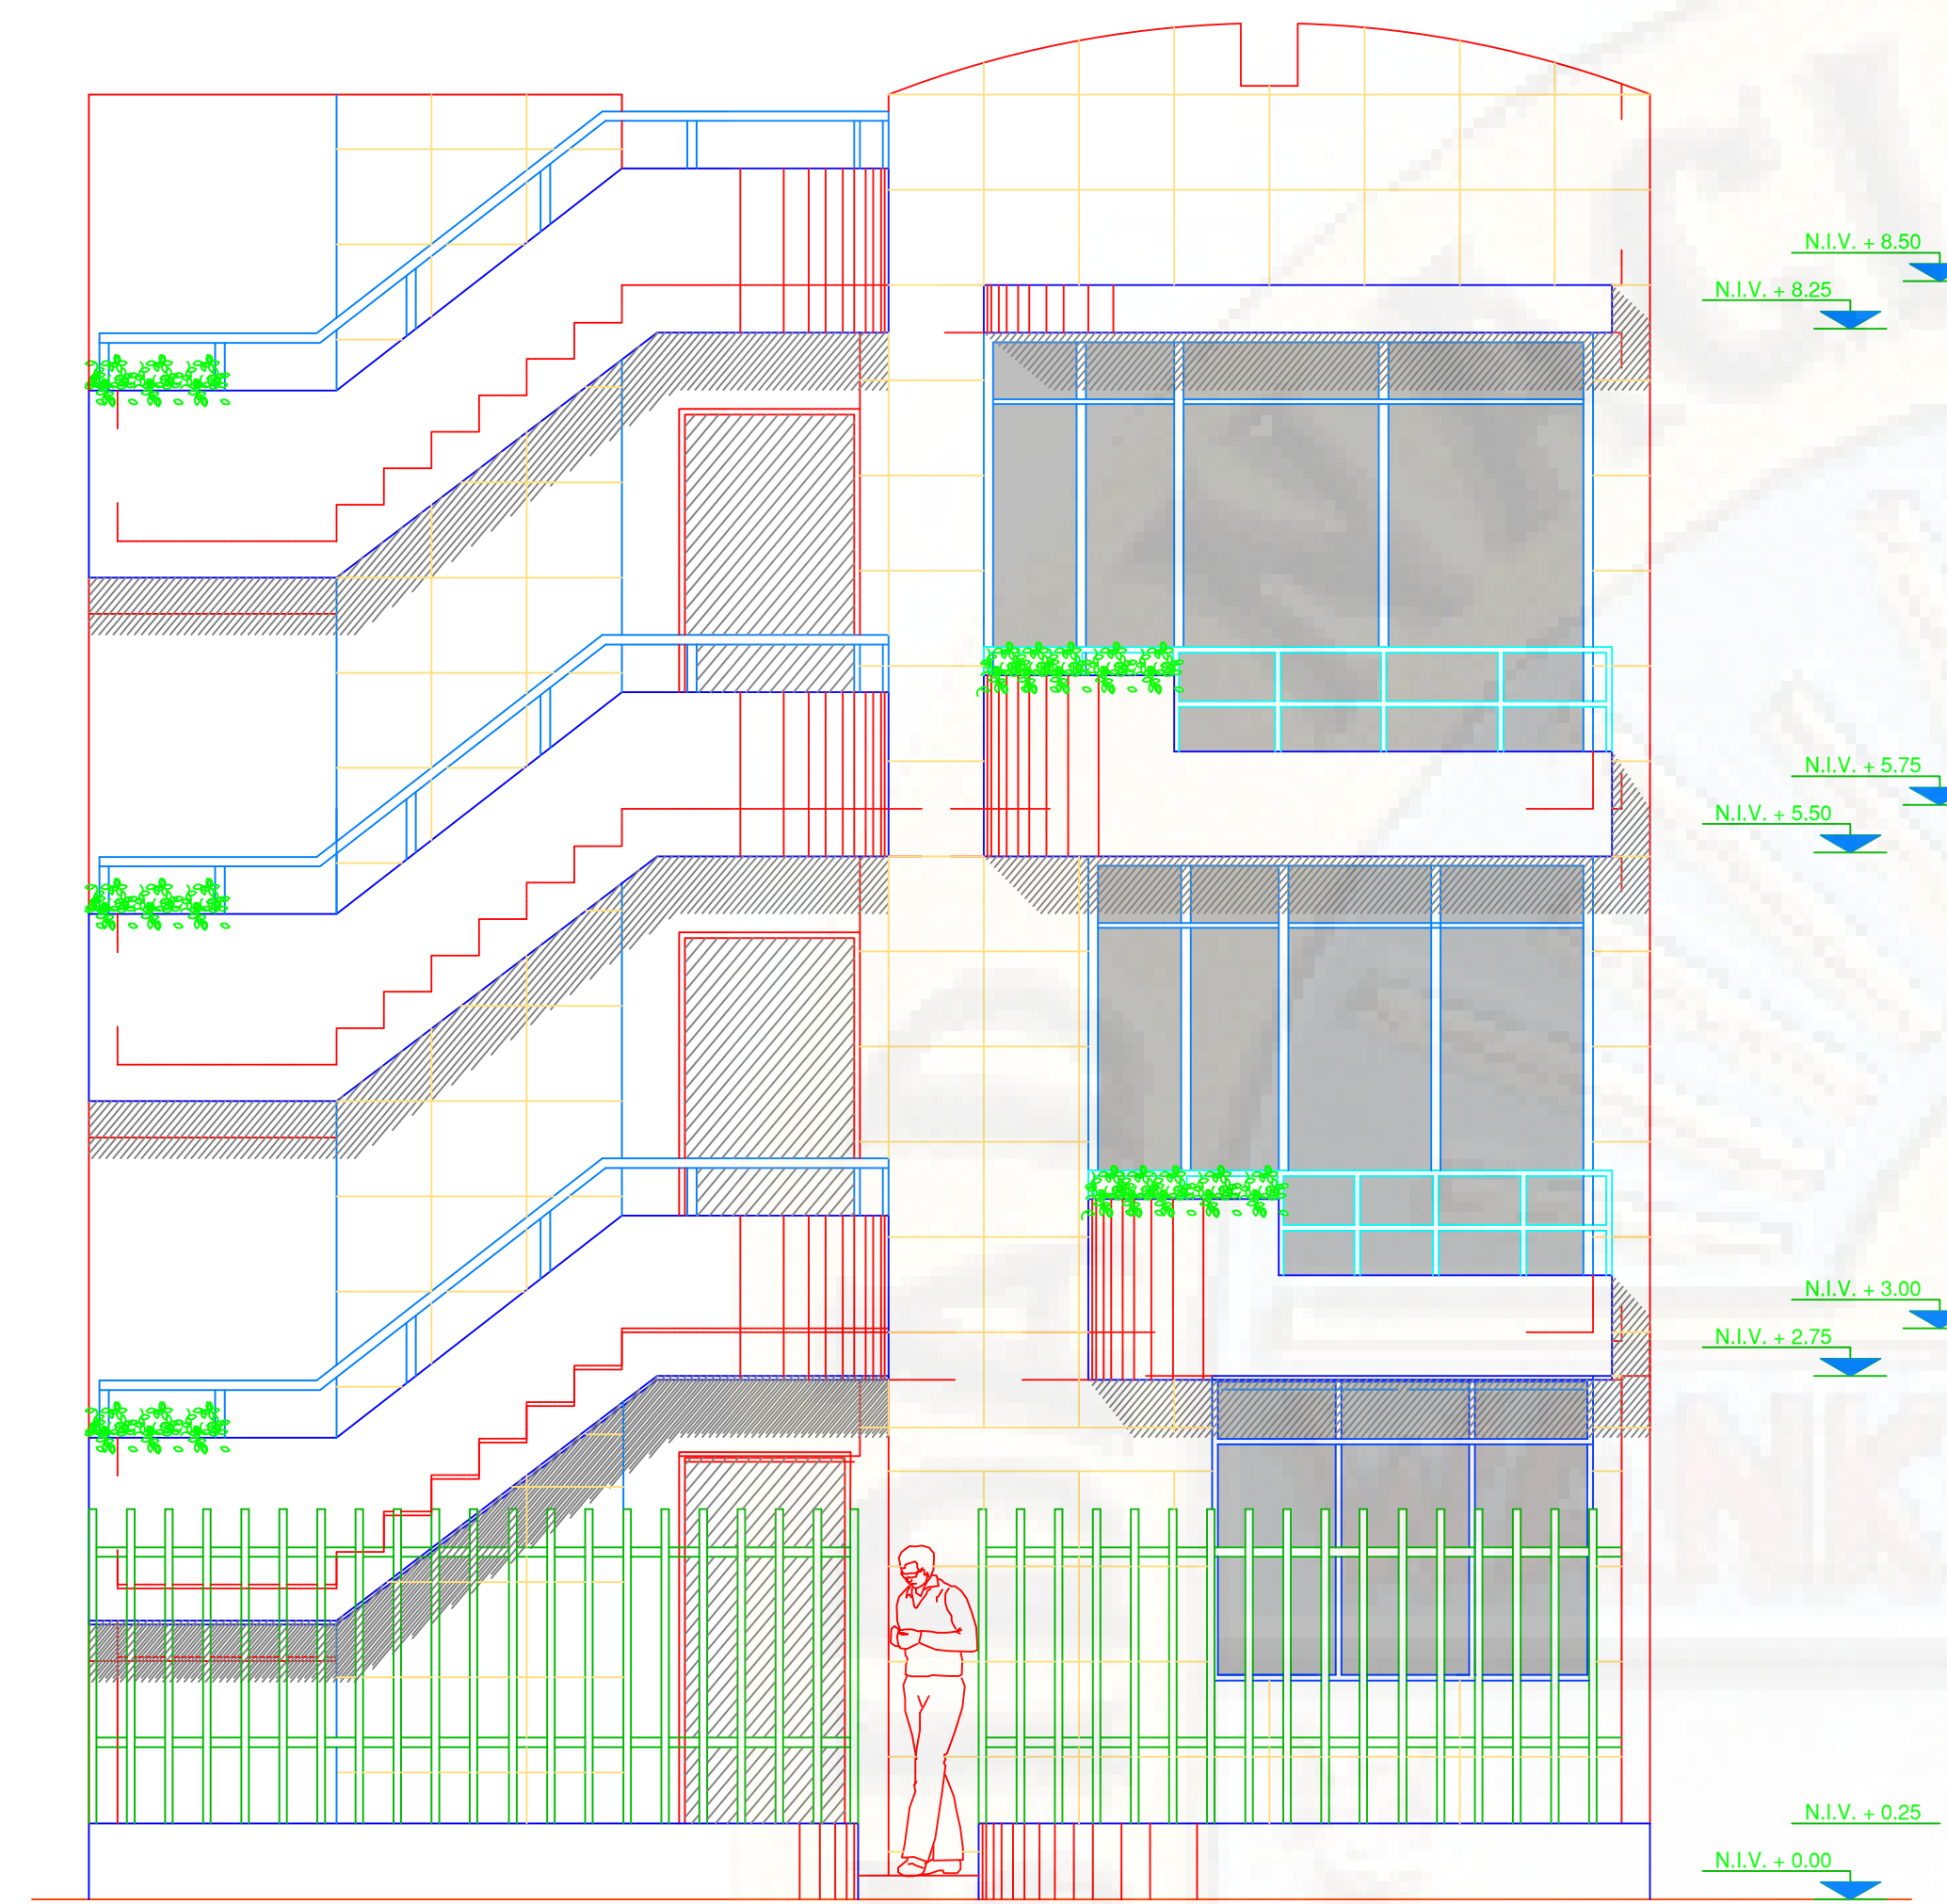 N.I.V. + 8.50
N.I.V. + 8.25
N.I.V. + 5.75
N.I.V. + 5.50
N.I.V. + 3.00
N.I.V. + 2.75
N.I.V. + 0.25
N.I.V. + 0.00